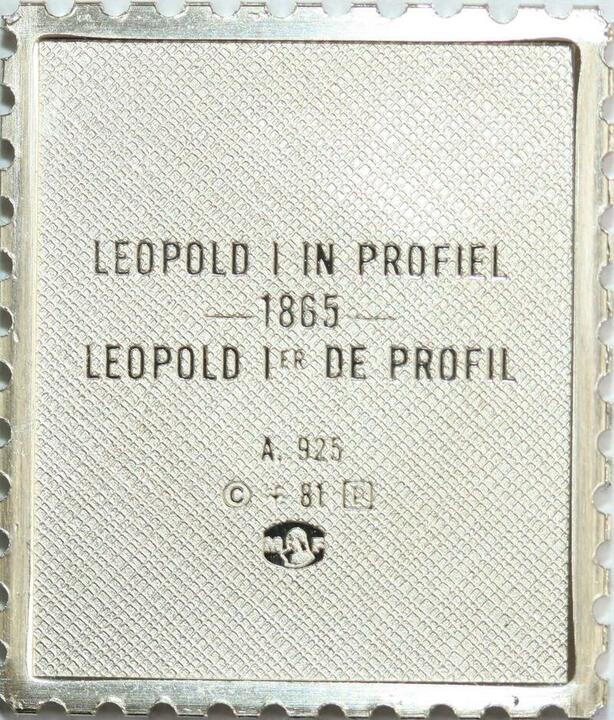 LEOPOLD I IN PROFIEL
— 1865 —
LEOPOLD IER DE PROFIL
A. 925
© 81